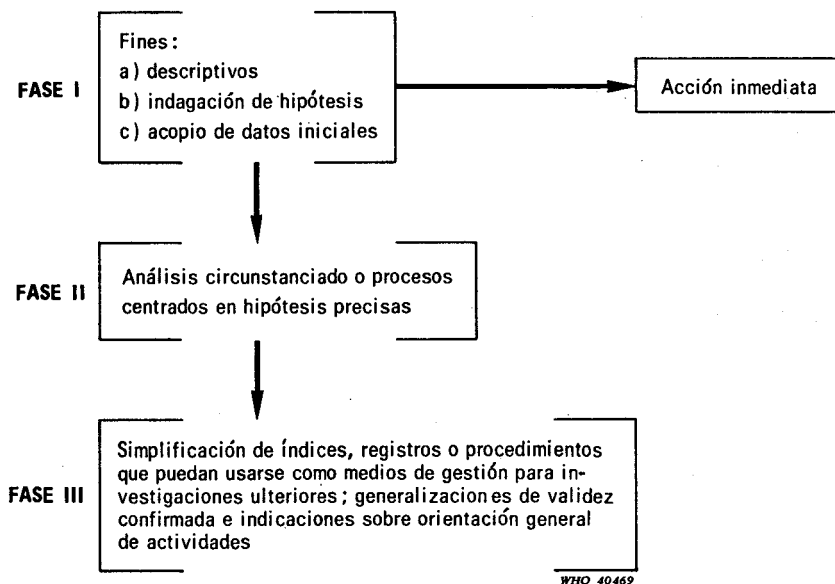 Fines:
a) descriptivos
FASE I
b) indagación de hipótesis
c) acopio de datos iniciales
Acción inmediata
Análisis circunstanciado o procesos
FASE II
centrados en hipótesis precisas
Simplificación de índices, registros o procedimientos
que puedan usarse como medios de gestión para in-
FASE III
vestigaciones ulteriores; generalizaciones de validez
confirmada e indicaciones sobre orientación general
de actividades
WHO 40469